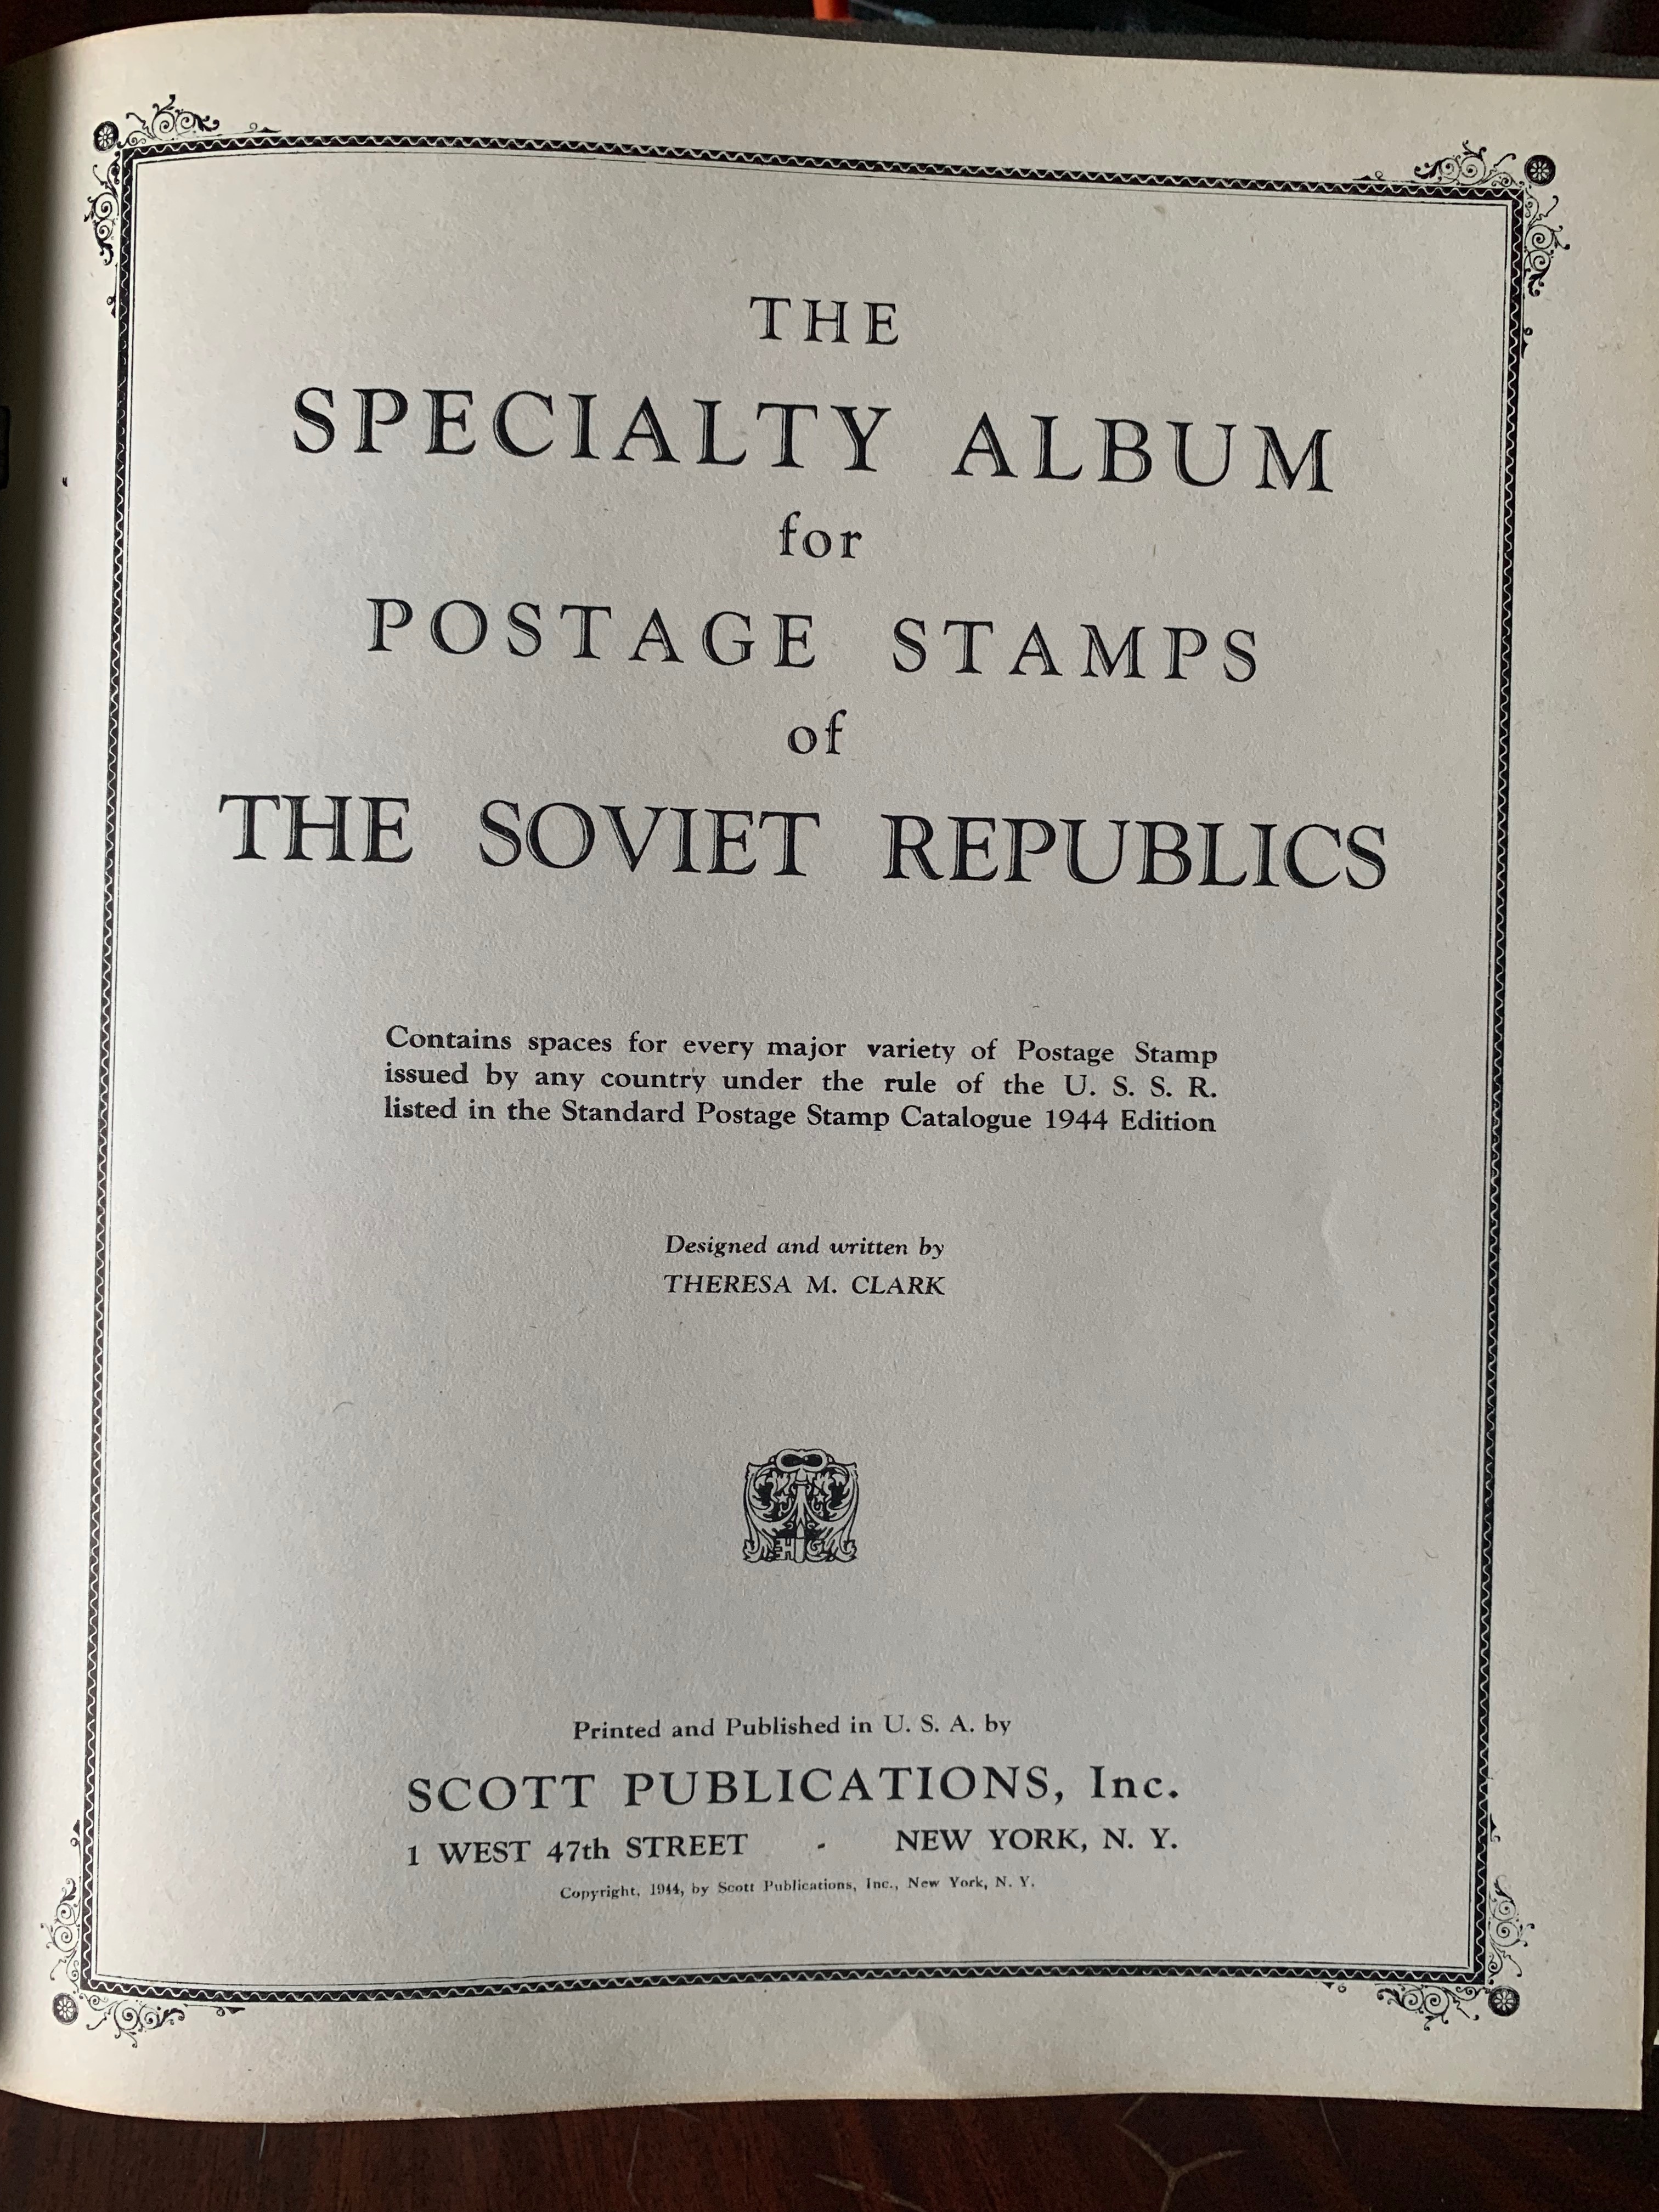 THE
SPECIALTY ALBUM
for
POSTAGE STAMPS
of
THE SOVIET REPUBLICS
Contains spaces for every major variety of Postage Stamp
issued by any country under the rule of the U. S. S. R.
listed in the Standard Postage Stamp Catalogue 1944 Edition
Designed and written by
THERESA M. CLARK
Printed and Published in U. S. A. by
SCOTT PUBLICATIONS, Inc.
1 WEST 47th STREET - NEW YORK, N. Y.
Copyright, 1944, by Scott Publications, Inc., New York, N. Y.